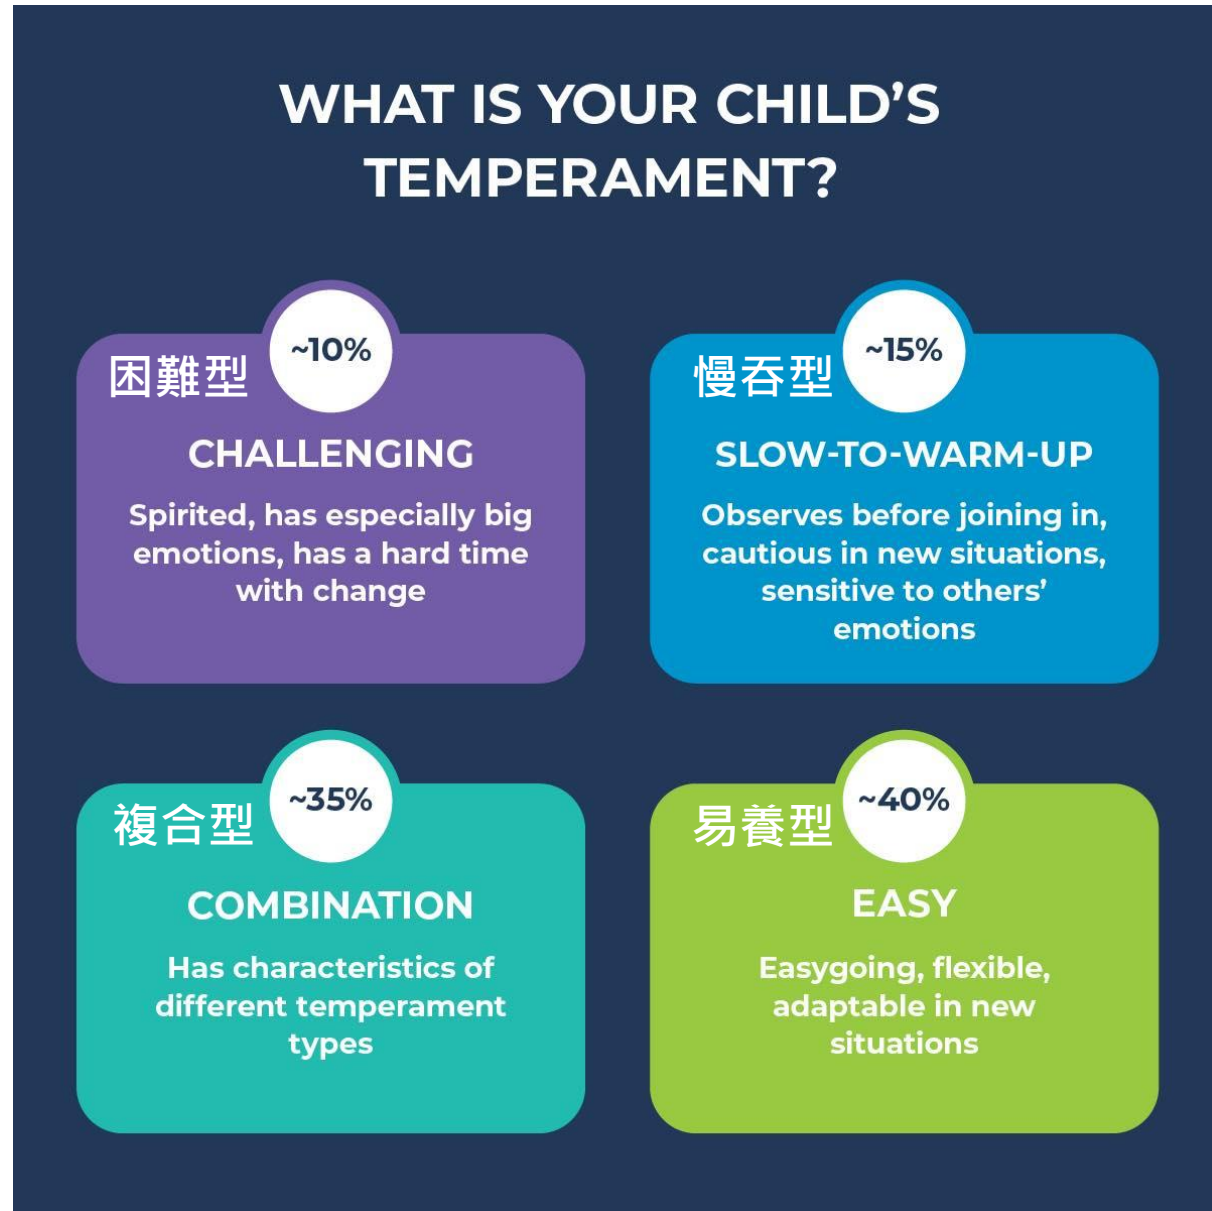 WHAT IS YOUR CHILD’S
TEMPERAMENT?
~10%
困難型
CHALLENGING
Spirited, has especially big
emotions, has a hard time
with change
~15%
慢吞型
SLOW-TO-WARM-UP
Observes before joining in,
cautious in new situations,
sensitive to others’
emotions
~35%
複合型
COMBINATION
Has characteristics of
different temperament
types
~40%
易養型
EASY
Easygoing, flexible,
adaptable in new
situations